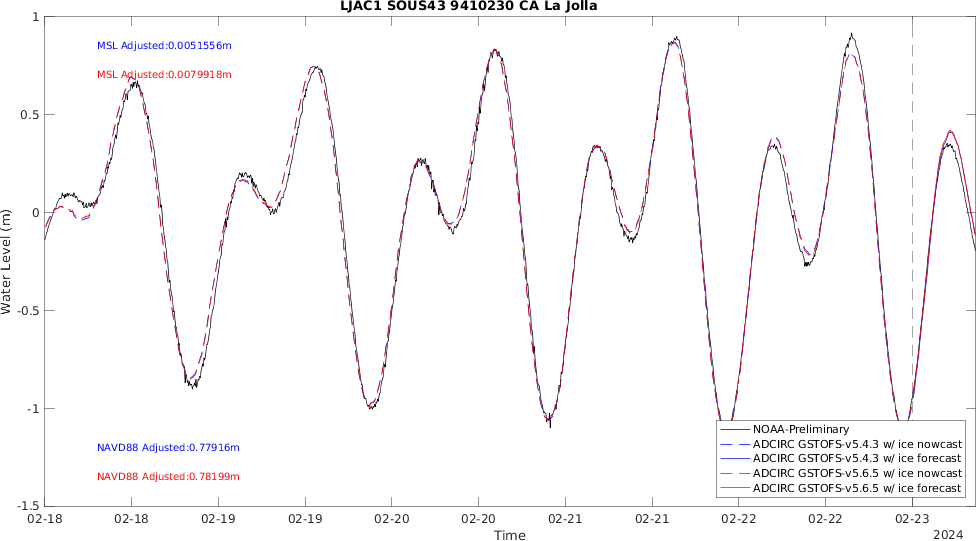 LJAC1 SOUS43 9410230 CA La Jolla
1
MSL Adjusted:0.0051556m
MSL Adjusted:0.0079918m
0.5
0
Water Level (m)
-0.5
-1
NOAA-Preliminary
NAVD88 Adjusted:0.77916m
ADCIRC GSTOFS-v5.4.3 w/ ice nowcast
ADCIRC GSTOFS-v5.4.3 w/ ice forecast
NAVD88 Adjusted:0.78199m
ADCIRC GSTOFS-v5.6.5 w/ ice nowcast
ADCIRC GSTOFS-v5.6.5 w/ ice forecast
-1.5
02-18 02-18 02-19 02-19 02-20 02-20 02-21 02-21 02-22 02-22 02-23
Time
2024